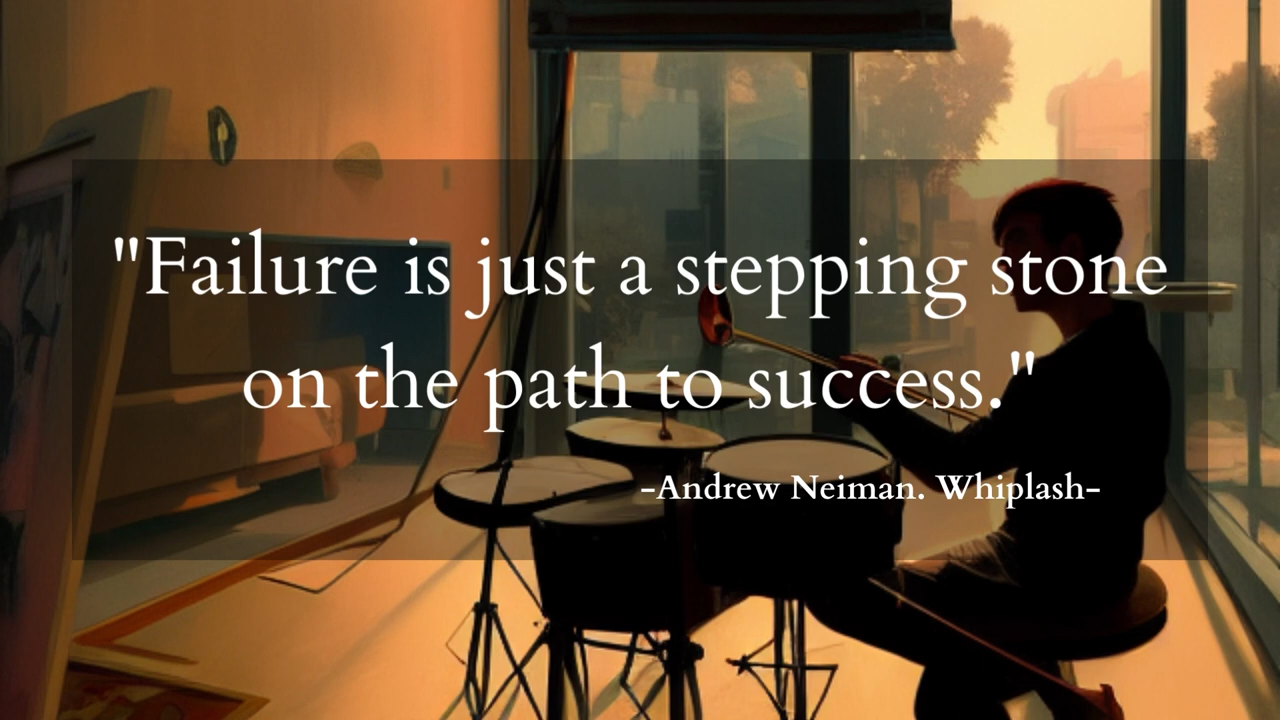 "Failure is just a stepping stone
on the path to success."
-Andrew Neiman. Whiplash-